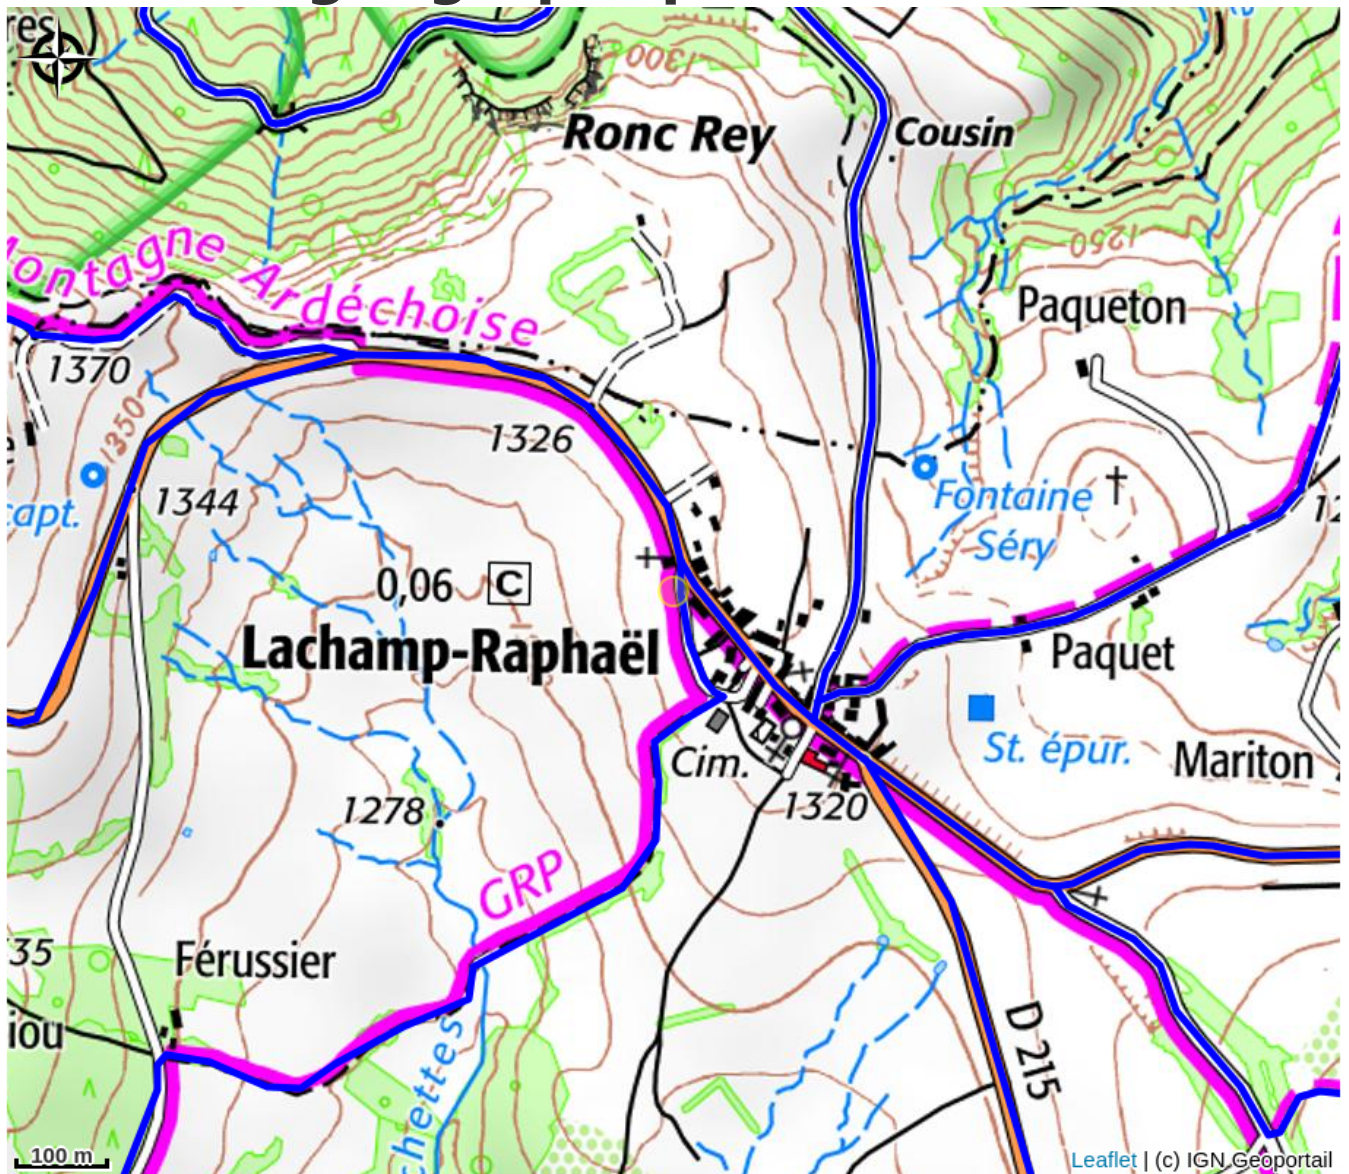 1300
Ronc Rey
Cousin
Montagne Ardéchoise
1250
Paqueton
1370
1350
1326
1344
capt.
Fontaine
Séry
0,06 C
Lachamp-Raphaël
Paquet
St. épur.
Mariton
Cim.
1278
1320
GRP
35
Férussier
iou
D 215
chettes
100 m
Leaflet | (c) IGN Geoportail